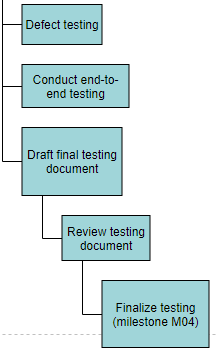 Defect testing
Conduct end-to-
end testing
Draft final testing
document
Review testing
document
Finalize testing
(milestone M04)